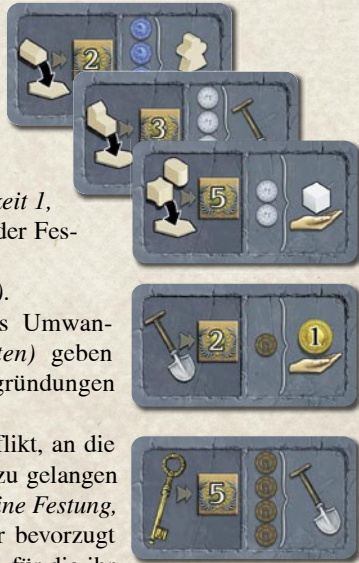 2
3
zeit 1,
der Fes-
5
).
s Umwan-
ten) geben
2 1
gründungen
flikt, an die
zu gelangen
ine Festung,
5
r bevorzugt
für die ihr